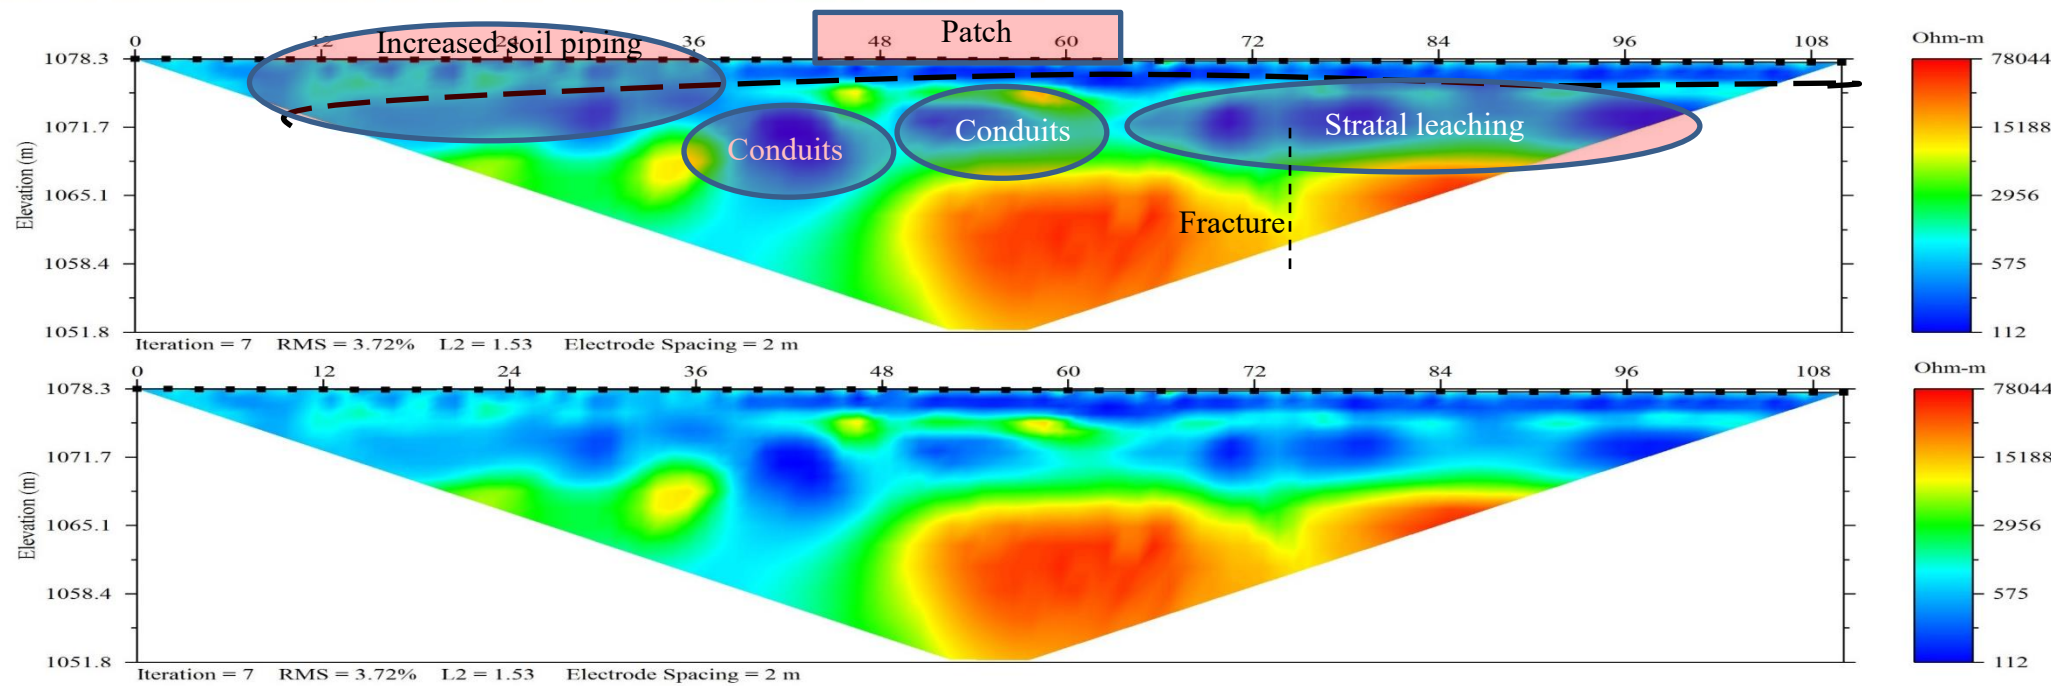 0 12 24 36 48 60 72 84 96 108
Increased soil piping
Patch
Ohm-m
1078.3
1071.7
1065.1
1058.4
1051.8
Elevation (m)
Conduits
Conduits
Stratal leaching
Fracture
78044
15188
2956
575
112
Iteration = 7 RMS = 3.72% L2 = 1.53 Electrode Spacing = 2 m
0 12 24 36 48 60 72 84 96 108
Ohm-m
1078.3
1071.7
1065.1
1058.4
1051.8
Elevation (m)
78044
15188
2956
575
112
Iteration = 7 RMS = 3.72% L2 = 1.53 Electrode Spacing = 2 m